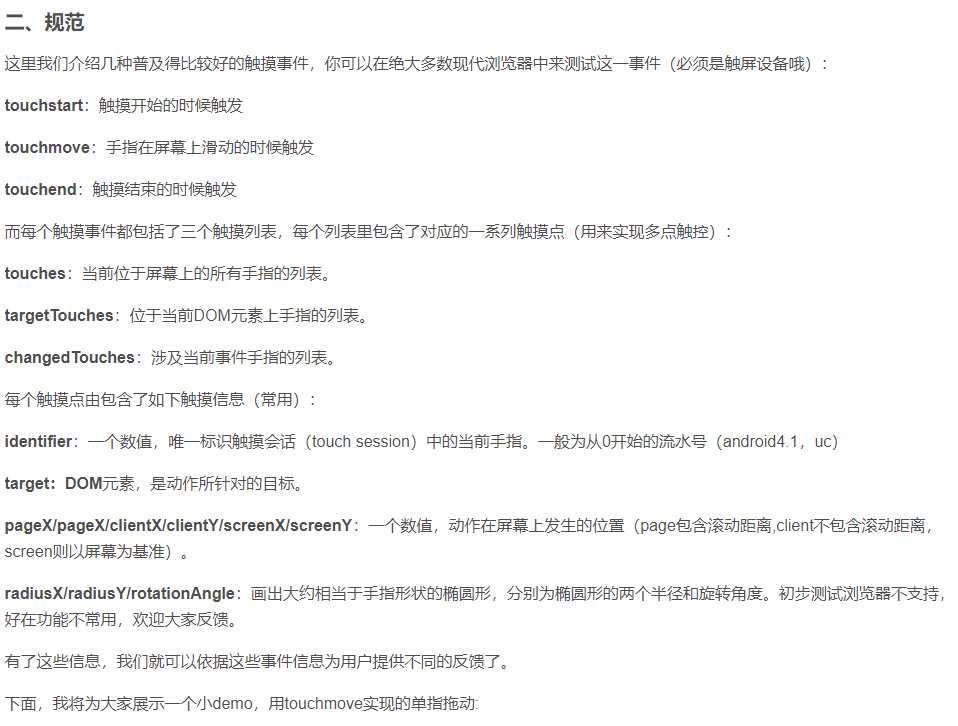 二、规范
这里我们介绍几种普及得比较好的触摸事件，你可以在绝大多数现代浏览器中来测试这一事件（必须是触屏设备哦）：
touchstart：触摸开始的时候触发
touchmove：手指在屏幕上滑动的时候触发
touchend：触摸结束的时候触发
而每个触摸事件都包括了三个触摸列表，每个列表里包含了对应的一系列触摸点（用来实现多点触控）：
touches：当前位于屏幕上的所有手指的列表。
targetTouches：位于当前DOM元素上手指的列表。
changedTouches：涉及当前事件手指的列表。
每个触摸点由包含了如下触摸信息（常用）：
identifier：一个数值，唯一标识触摸会话（touch session）中的当前手指。一般为从0开始的流水号（android4.1，uc）
target：DOM元素，是动作所针对的目标。
pageX/pageX/clientX/clientY/screenX/screenY：一个数值，动作在屏幕上发生的位置（page包含滚动距离,client不包含滚动距离，
screen则以屏幕为基准）。
radiusX/radiusY/rotationAngle：画出大约相当于手指形状的椭圆形，分别为椭圆形的两个半径和旋转角度。初步测试浏览器不支持，
好在功能不常用，欢迎大家反馈。
有了这些信息，我们就可以依据这些事件信息为用户提供不同的反馈了。
下面，我将为大家展示一个小demo，用touchmove实现的单指拖动: